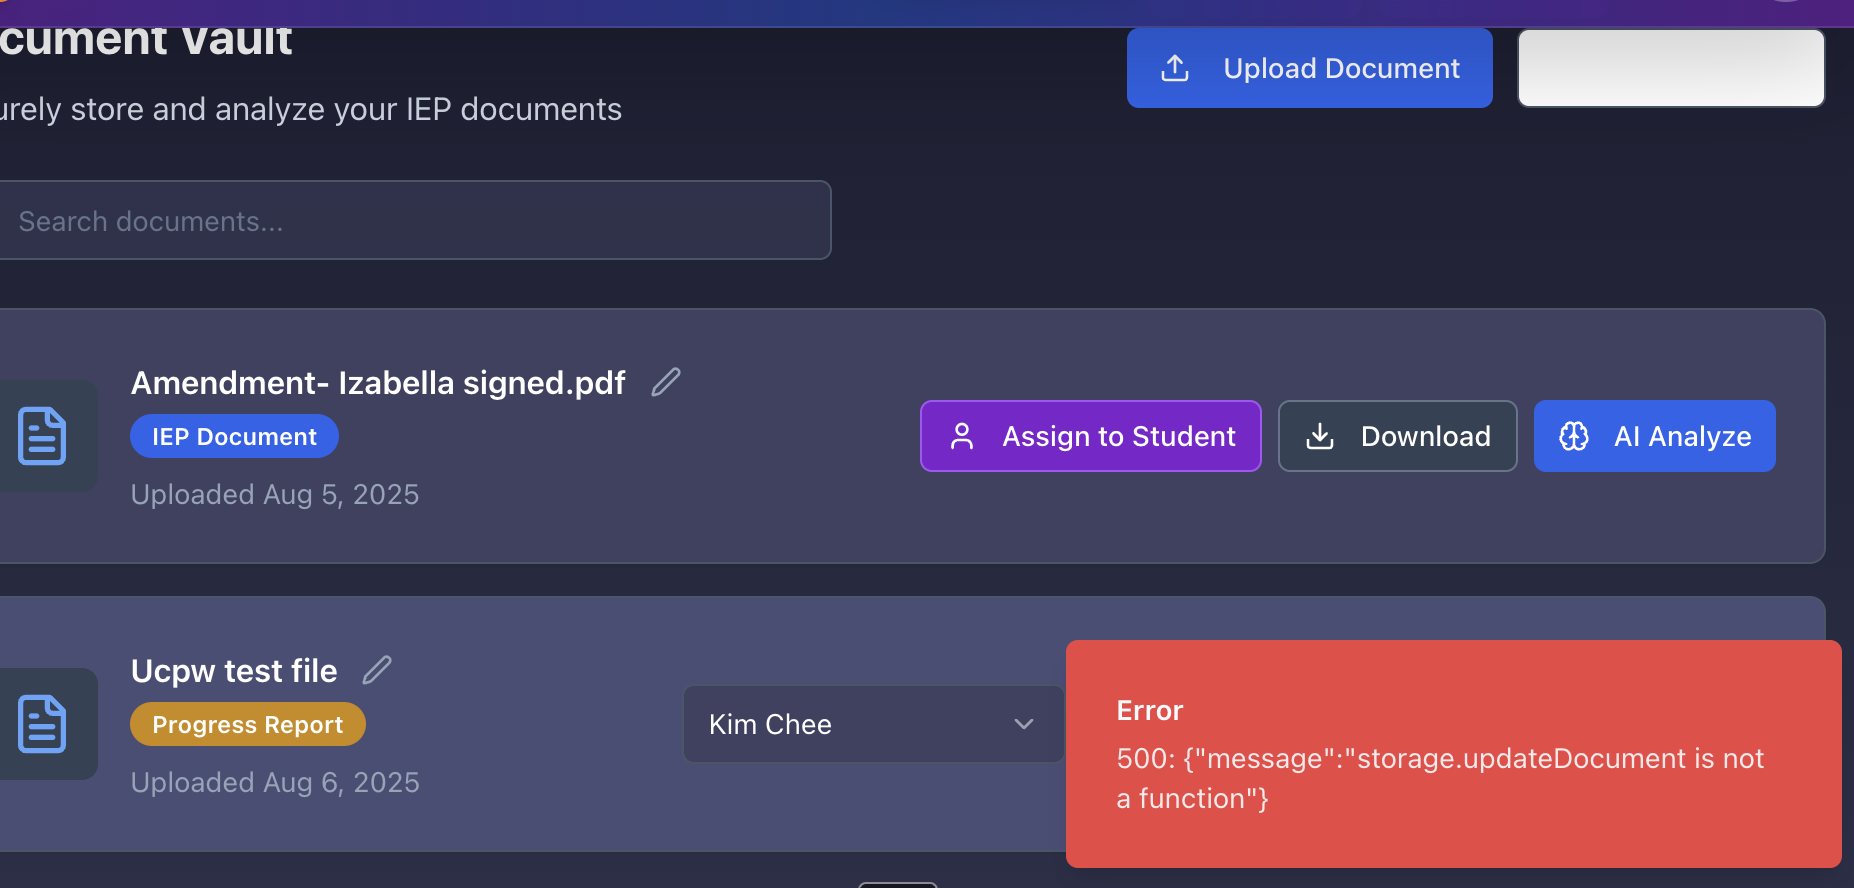 cument Vault
Upload Document
urely store and analyze your IEP documents
Search documents...
Amendment- Izabella signed.pdf
IEP Document
Uploaded Aug 5, 2025
Assign to Student
Download
AI Analyze
Ucpw test file
Progress Report
Uploaded Aug 6, 2025
Kim Chee
Error
500: {"message":"storage.updateDocument is not
a function"}